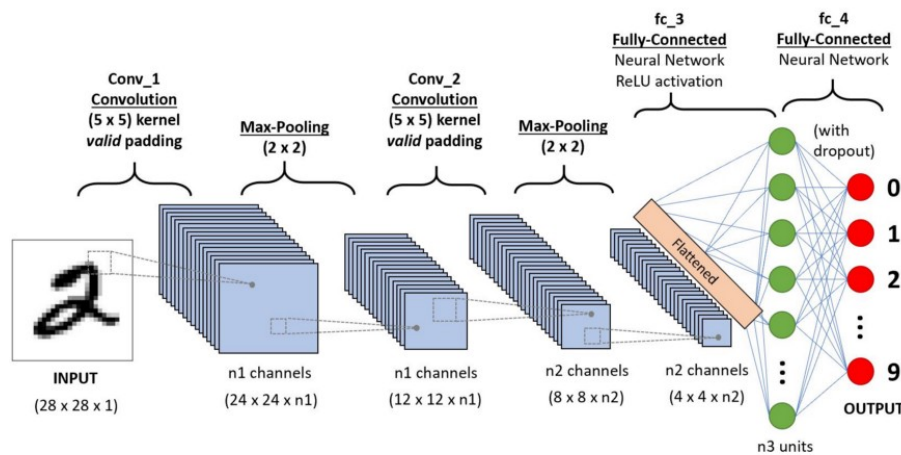 Conv_1
Convolution
(5 x 5) kernel
valid padding
Max-Pooling
(2 x 2)
Conv_2
Convolution
(5 x 5) kernel
valid padding
Max-Pooling
(2 x 2)
fc_3
Fully-Connected
Neural Network
ReLU activation
fc_4
Fully-Connected
Neural Network
(with
dropout)
Flattened
0
1
2
9
OUTPUT
n3 units
2
INPUT
(28 x 28 x 1)
n1 channels
(24 x 24 x n1)
n1 channels
(12 x 12 x n1)
n2 channels
(8 x 8 x n2)
n2 channels
(4 x 4 x n2)